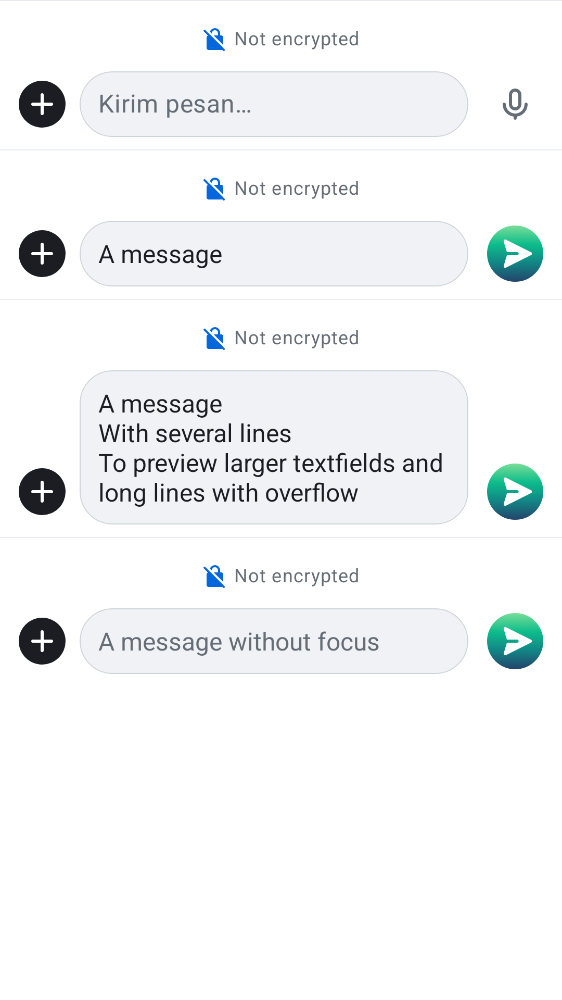 Not encrypted
Kirim pesan…
Not encrypted
A message
Not encrypted
A message
With several lines
To preview larger textfields and
long lines with overflow
Not encrypted
A message without focus